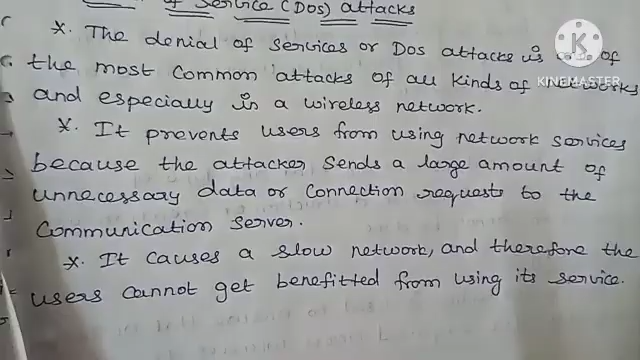 of Service (DoS) attacks
*. The denial of services or Dos attacks is of
the most common attacks of all kinds of networks
and especially in a wireless network.
*. It prevents users from using network services
because the attacker sends a large amount of
unnecessary data or connection requests to the
communication server.
*. It causes a slow network, and therefore the
users cannot get benefitted from using its service.
KINEMASTER